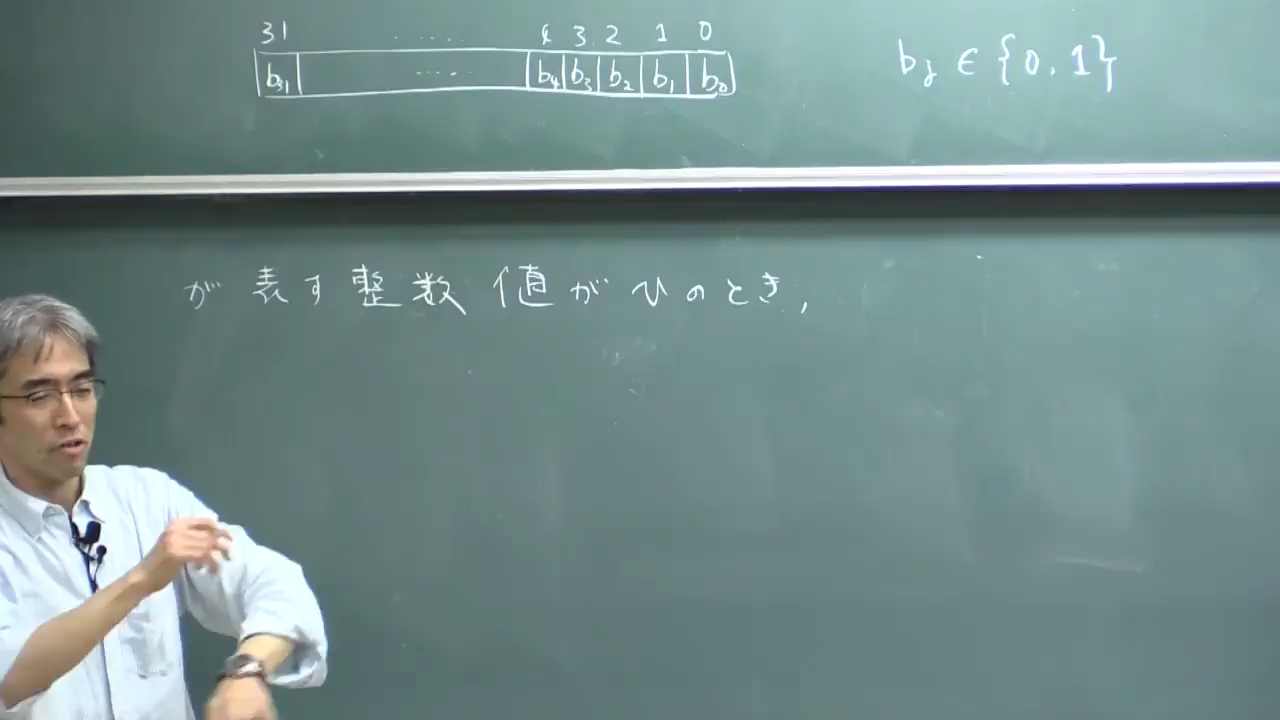 31 ...... 4 3 2 1 0
b₃₁ ..... b₄ b₃ b₂ b₁ b₀
bⱼ ∈ {0, 1}
が表す整数値がひのとき,